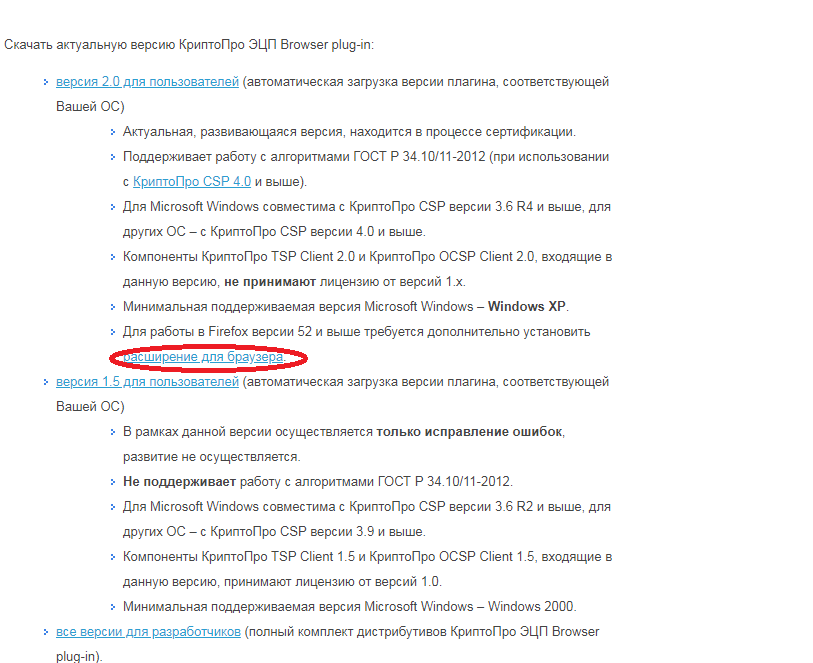 Скачать актуальную версию КриптоПро ЭЦП Browser plug-in:
версия 2.0 для пользователей (автоматическая загрузка версии плагина, соответствующей
Вашей ОС)
Актуальная, развивающаяся версия, находится в процессе сертификации.
Поддерживает работу с алгоритмами ГОСТ Р 34.10/11-2012 (при использовании
с КриптоПро CSP 4.0 и выше).
Для Microsoft Windows совместима с КриптоПро CSP версии 3.6 R4 и выше, для
других ОС – с КриптоПро CSP версии 4.0 и выше.
Компоненты КриптоПро TSP Client 2.0 и КриптоПро OCSP Client 2.0, входящие в
данную версию, не принимают лицензию от версий 1.x.
Минимальная поддерживаемая версия Microsoft Windows – Windows XP.
Для работы в Firefox версии 52 и выше требуется дополнительно установить
расширение для браузера.
версия 1.5 для пользователей (автоматическая загрузка версии плагина, соответствующей
Вашей ОС)
В рамках данной версии осуществляется только исправление ошибок,
развитие не осуществляется.
Не поддерживает работу с алгоритмами ГОСТ Р 34.10/11-2012.
Для Microsoft Windows совместима с КриптоПро CSP версии 3.6 R2 и выше, для
других ОС – с КриптоПро CSP версии 3.9 и выше.
Компоненты КриптоПро TSP Client 1.5 и КриптоПро OCSP Client 1.5, входящие в
данную версию, принимают лицензию от версий 1.0.
Минимальная поддерживаемая версия Microsoft Windows – Windows 2000.
все версии для разработчиков (полный комплект дистрибутивов КриптоПро ЭЦП Browser
plug-in).